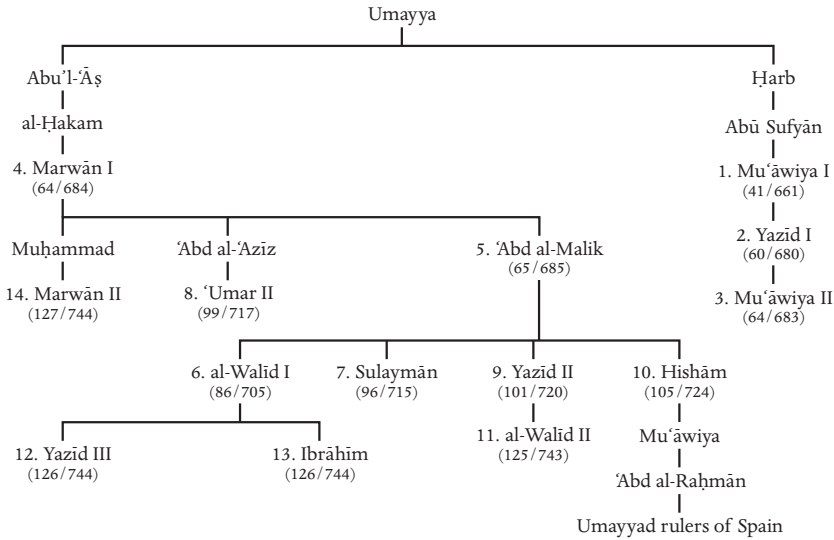 Umayya
Abu’l-‘Āṣ
Ḥarb
al-Ḥakam
Abū Sufyān
4. Marwān I
(64/684)
1. Mu‘āwiya I
(41/661)
Muḥammad
‘Abd al-‘Azīz
5. ‘Abd al-Malik
(65/685)
2. Yazīd I
(60/680)
14. Marwān II
(127/744)
8. ‘Umar II
(99/717)
3. Mu‘āwiya II
(64/683)
6. al-Walīd I
(86/705)
7. Sulaymān
(96/715)
9. Yazīd II
(101/720)
10. Hishām
(105/724)
12. Yazīd III
(126/744)
13. Ibrāhīm
(126/744)
11. al-Walīd II
(125/743)
Mu‘āwiya
‘Abd al-Raḥmān
Umayyad rulers of Spain